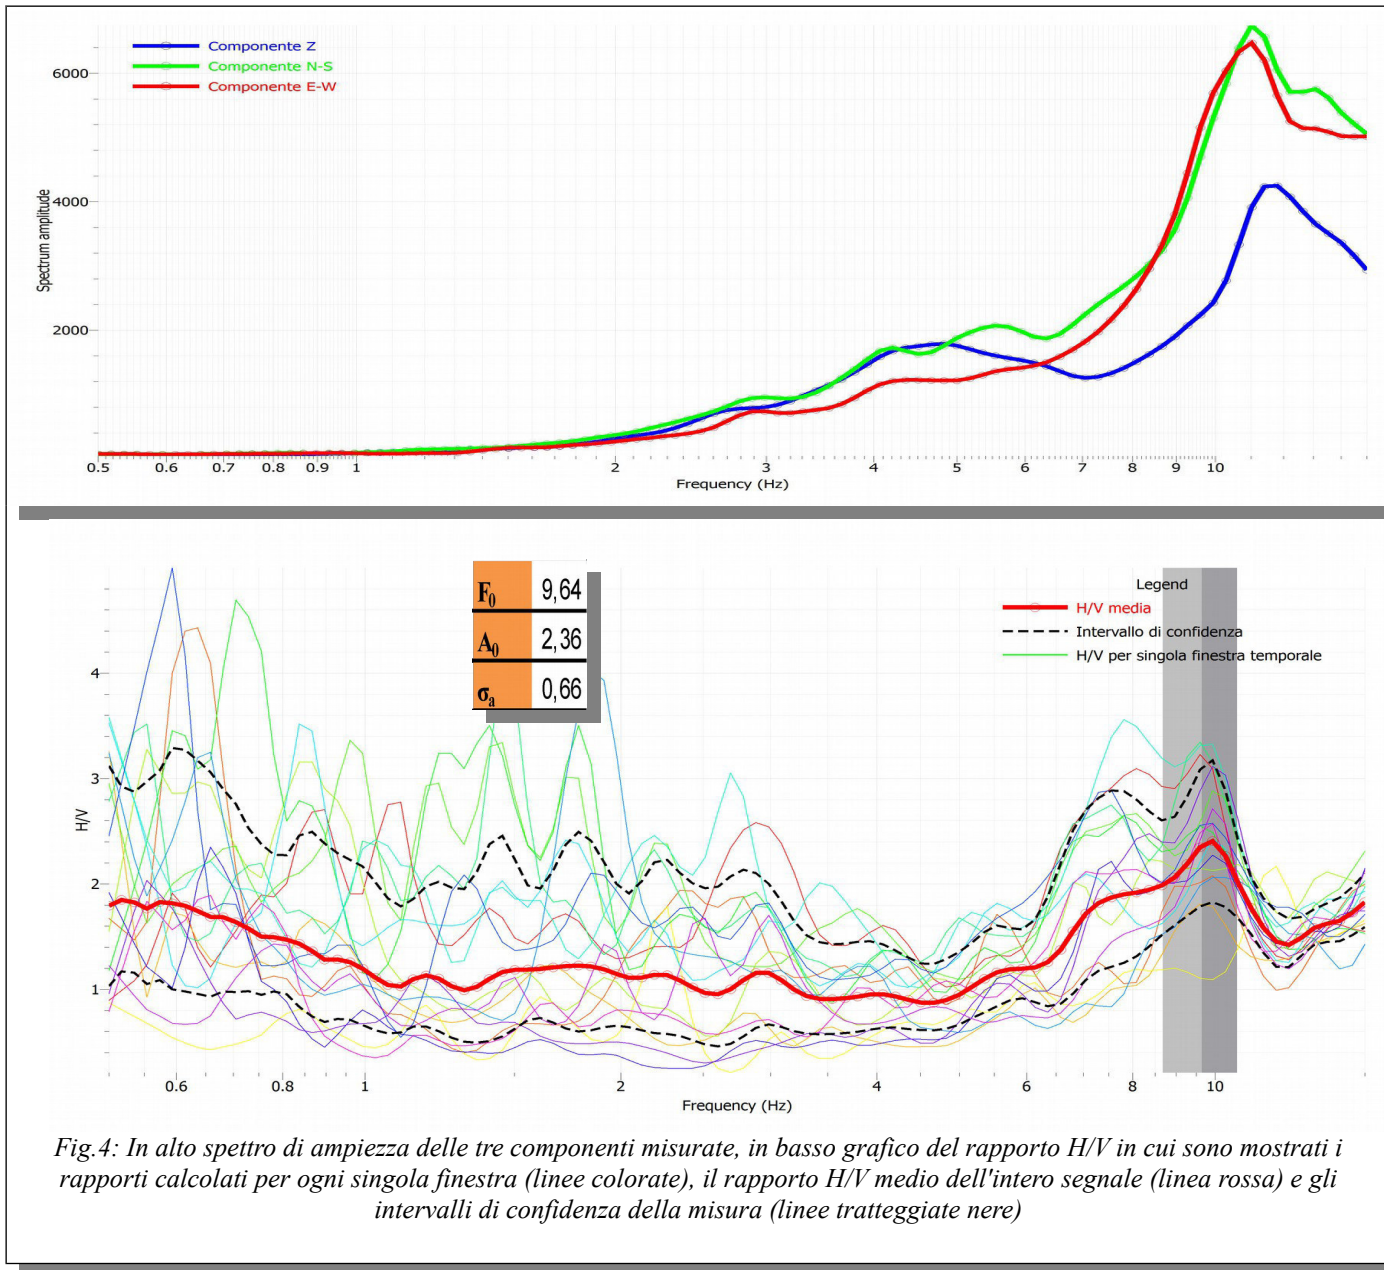 Componente Z
Componente N-S
Componente E-W
Spectrum amplitude
6000
4000
2000
0.5 0.6 0.7 0.8 0.9 1 2 3 4 5 6 7 8 9 10
Frequency (Hz)
F0 9,64
A0 2,36
σa 0,66
Legend
H/V media
Intervallo di confidenza
H/V per singola finestra temporale
H/V
4
3
2
1
0.6 0.8 1 2 4 6 8 10
Frequency (Hz)
Fig.4: In alto spettro di ampiezza delle tre componenti misurate, in basso grafico del rapporto H/V in cui sono mostrati i
rapporti calcolati per ogni singola finestra (linee colorate), il rapporto H/V medio dell'intero segnale (linea rossa) e gli
intervalli di confidenza della misura (linee tratteggiate nere)